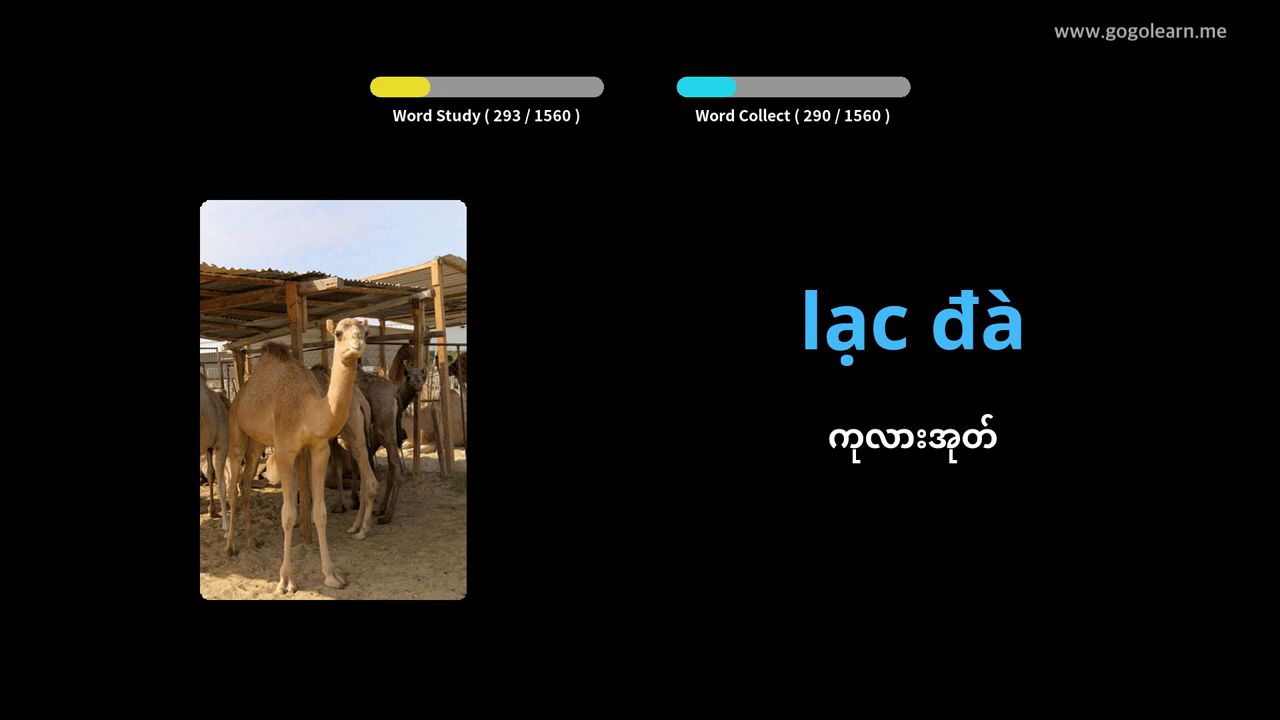 www.gogolearn.me
Word Study ( 293 / 1560 )
Word Collect ( 290 / 1560 )
lạc đà
ကုလားအုတ်